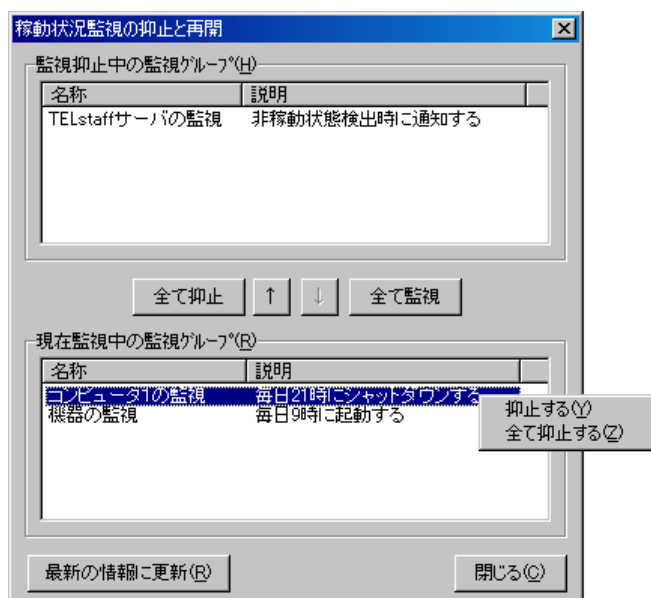 稼動状況監視の抑止と再開
監視抑止中の監視ｸﾞﾙｰﾌﾟ(H)
名称 説明
TELstaffサーバの監視 非稼動状態検出時に通知する
全て抑止 ↑ ↓ 全て監視
現在監視中の監視ｸﾞﾙｰﾌﾟ(R)
名称 説明
コンピュータ1の監視 毎日21時にシャットダウンする
機器の監視 毎日9時に起動する
抑止する(Y)
全て抑止する(Z)
最新の情報に更新(R) 閉じる(C)